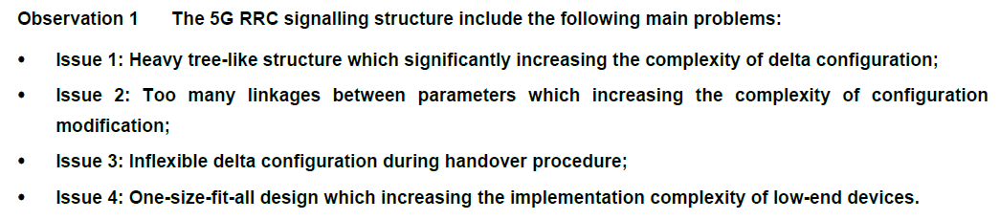 Observation 1 The 5G RRC signalling structure include the following main problems:
• Issue 1: Heavy tree-like structure which significantly increasing the complexity of delta configuration;
• Issue 2: Too many linkages between parameters which increasing the complexity of configuration
modification;
• Issue 3: Inflexible delta configuration during handover procedure;
• Issue 4: One-size-fit-all design which increasing the implementation complexity of low-end devices.